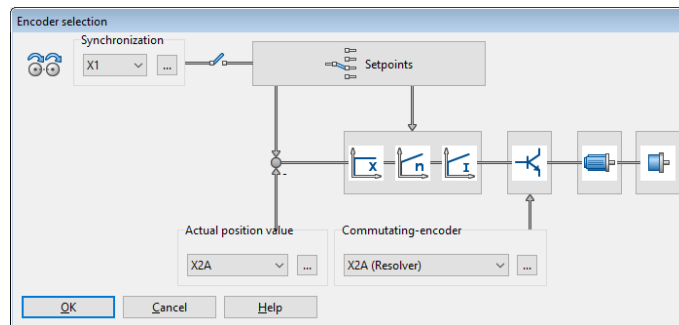 Encoder selection
Synchronization
X1
...
Setpoints
X
n
I
-
Actual position value
X2A
...
Commutating-encoder
X2A (Resolver)
...
OK
Cancel
Help